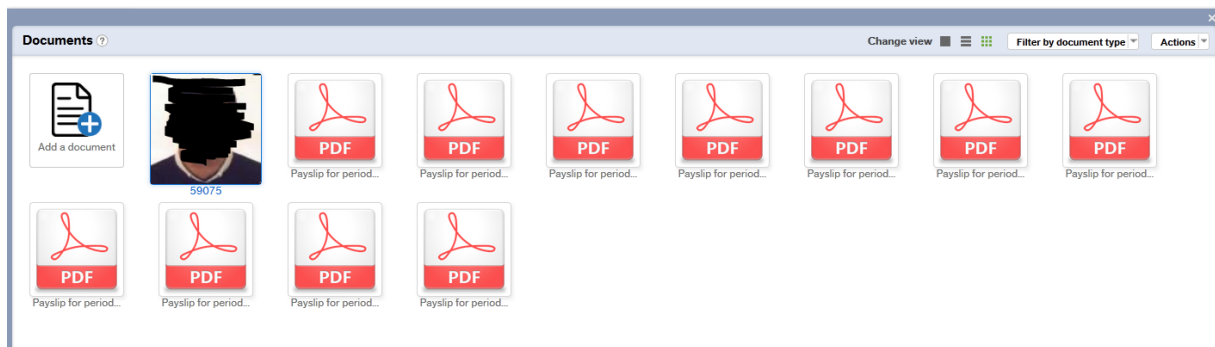 Documents ?
Change view
Filter by document type
Actions
Add a document
59075
PDF
Payslip for period...
PDF
Payslip for period...
PDF
Payslip for period...
PDF
Payslip for period...
PDF
Payslip for period...
PDF
Payslip for period...
PDF
Payslip for period...
PDF
Payslip for period...
PDF
Payslip for period...
PDF
Payslip for period...
PDF
Payslip for period...